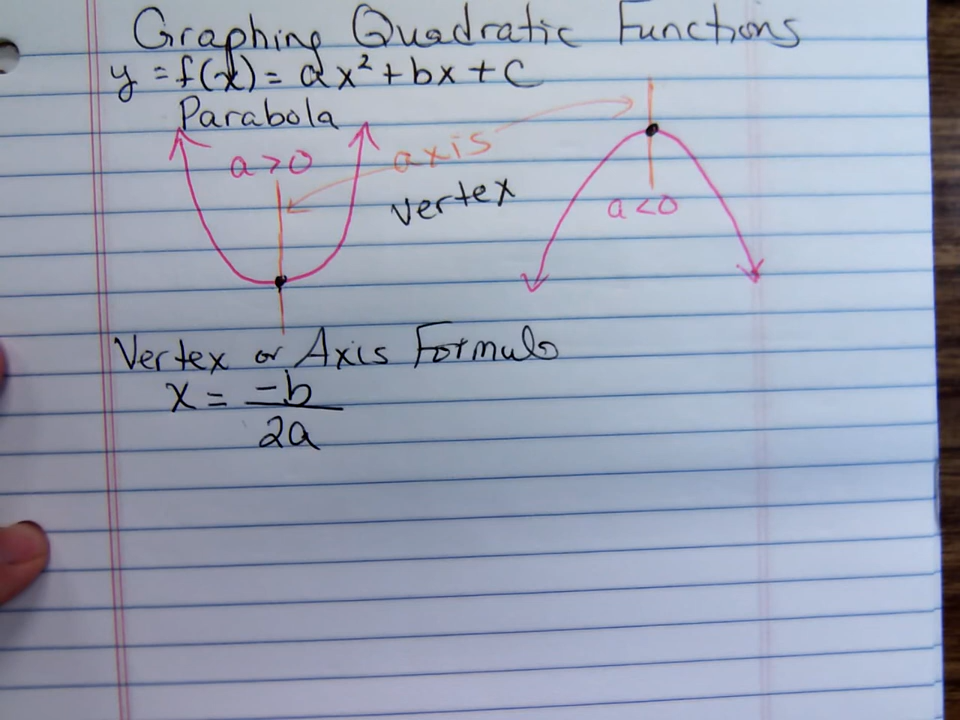 Graphing Quadratic Functions
y = f(x) = ax² + bx + c
Parabola
a > 0
axis
vertex
a < 0
Vertex or Axis Formula
x = -b
2a